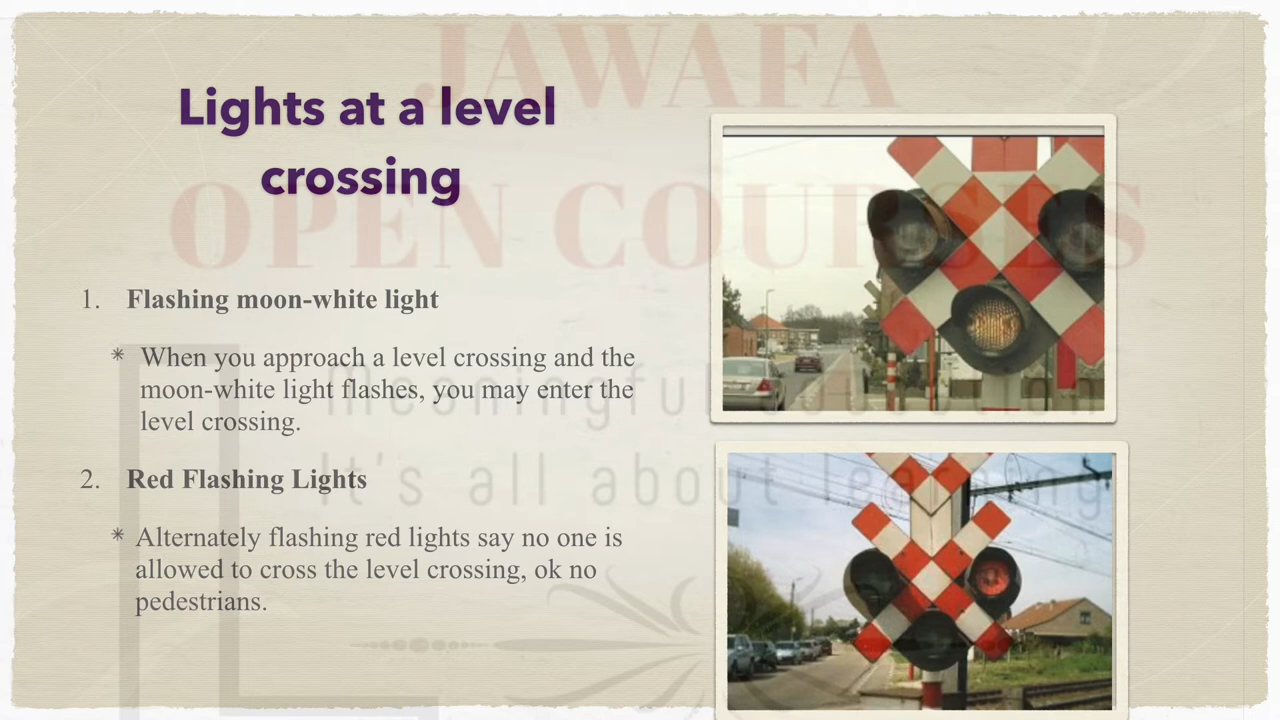 JAWAFA
Lights at a level
crossing
OPEN COURSES
1. Flashing moon-white light
* When you approach a level crossing and the
moon-white light flashes, you may enter the
level crossing.
Meaningful education
2. Red Flashing Lights
It's all about learning
* Alternately flashing red lights say no one is
allowed to cross the level crossing, ok no
pedestrians.